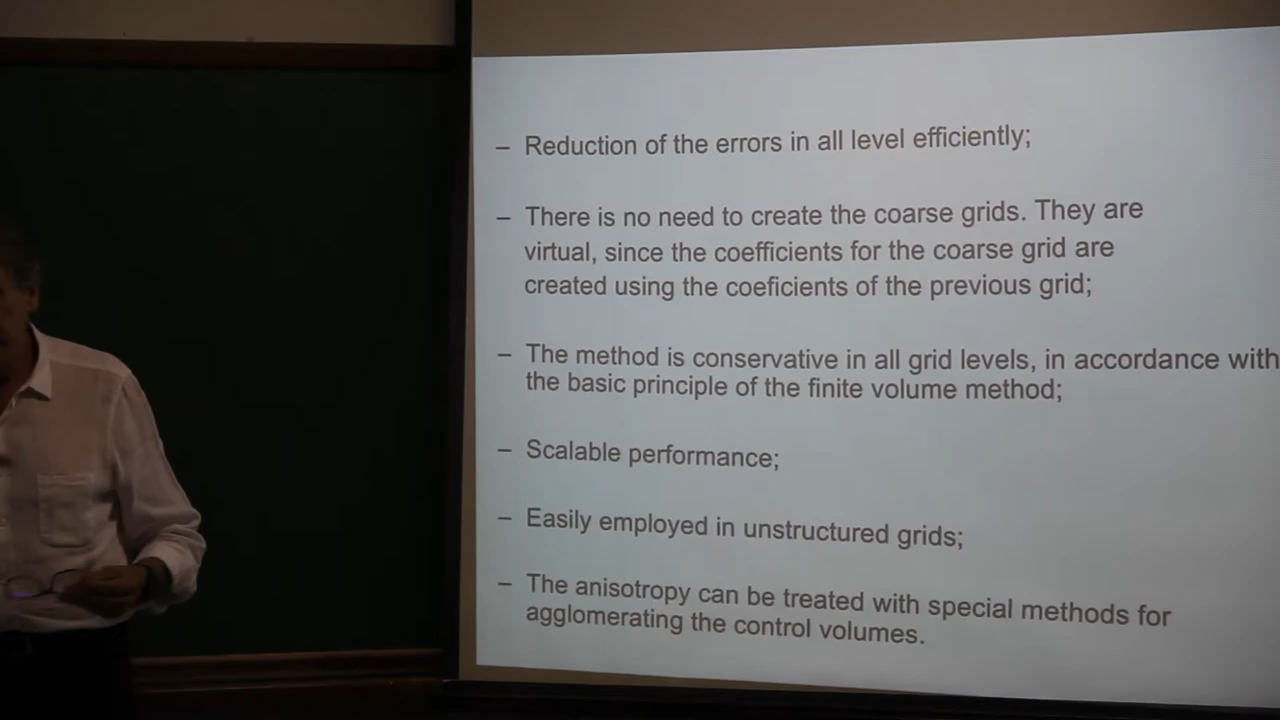 – Reduction of the errors in all level efficiently;
– There is no need to create the coarse grids. They are
virtual, since the coefficients for the coarse grid are
created using the coeficients of the previous grid;
– The method is conservative in all grid levels, in accordance with
the basic principle of the finite volume method;
– Scalable performance;
– Easily employed in unstructured grids;
– The anisotropy can be treated with special methods for
agglomerating the control volumes.